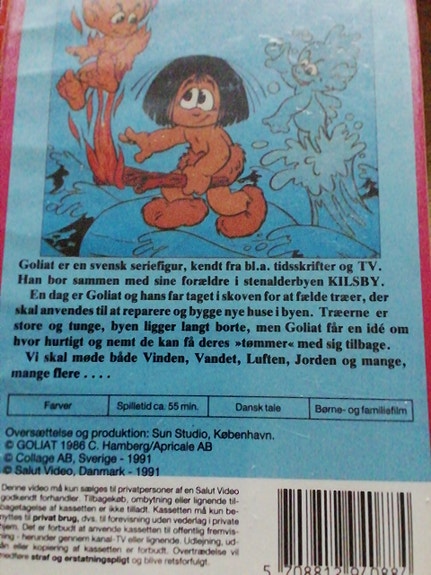 Goliat er en svensk seriefigur, kendt fra bl.a. tidsskrifter og TV.
Han bor sammen med sine forældre i stenalderbyen KILSBY.
En dag er Goliat og hans far taget i skoven for at fælde træer, der
skal anvendes til at reparere og bygge nye huse i byen. Træerne er
store og tunge, byen ligger langt borte, men Goliat får en idé om
hvor hurtigt og nemt de kan få deres »tømmer« med sig tilbage.
Vi skal møde både Vinden, Vandet, Luften, Jorden og mange,
mange flere . . . .
Farver
Spilletid ca. 55 min.
Dansk tale
Børne- og familiefilm
Oversættelse og produktion: Sun Studio, København.
© GOLIAT 1986 C. Hamberg/Apricale AB
© Collage AB, Sverige - 1991
© Salut Video, Danmark - 1991
Denne video må kun sælges til privatpersoner af en Salut Video
godkendt forhandler. Tilbagekøb, ombytning eller lignende til-
bagetagelse af kassetten er ikke tilladt. Kassetten må kun be-
nyttes til privat brug, dvs. til forevisning uden vederlag i private
hjem. Det er forbudt at anvende kassetten til offentlig fremvis-
ning - herunder gennem kanal-TV eller lignende. Udlejning, ud-
lån eller kopiering af kassetten er forbudt. Overtrædelse vil
medføre straf og erstatningspligt og blive retsforfulgt.
5 708812 970887